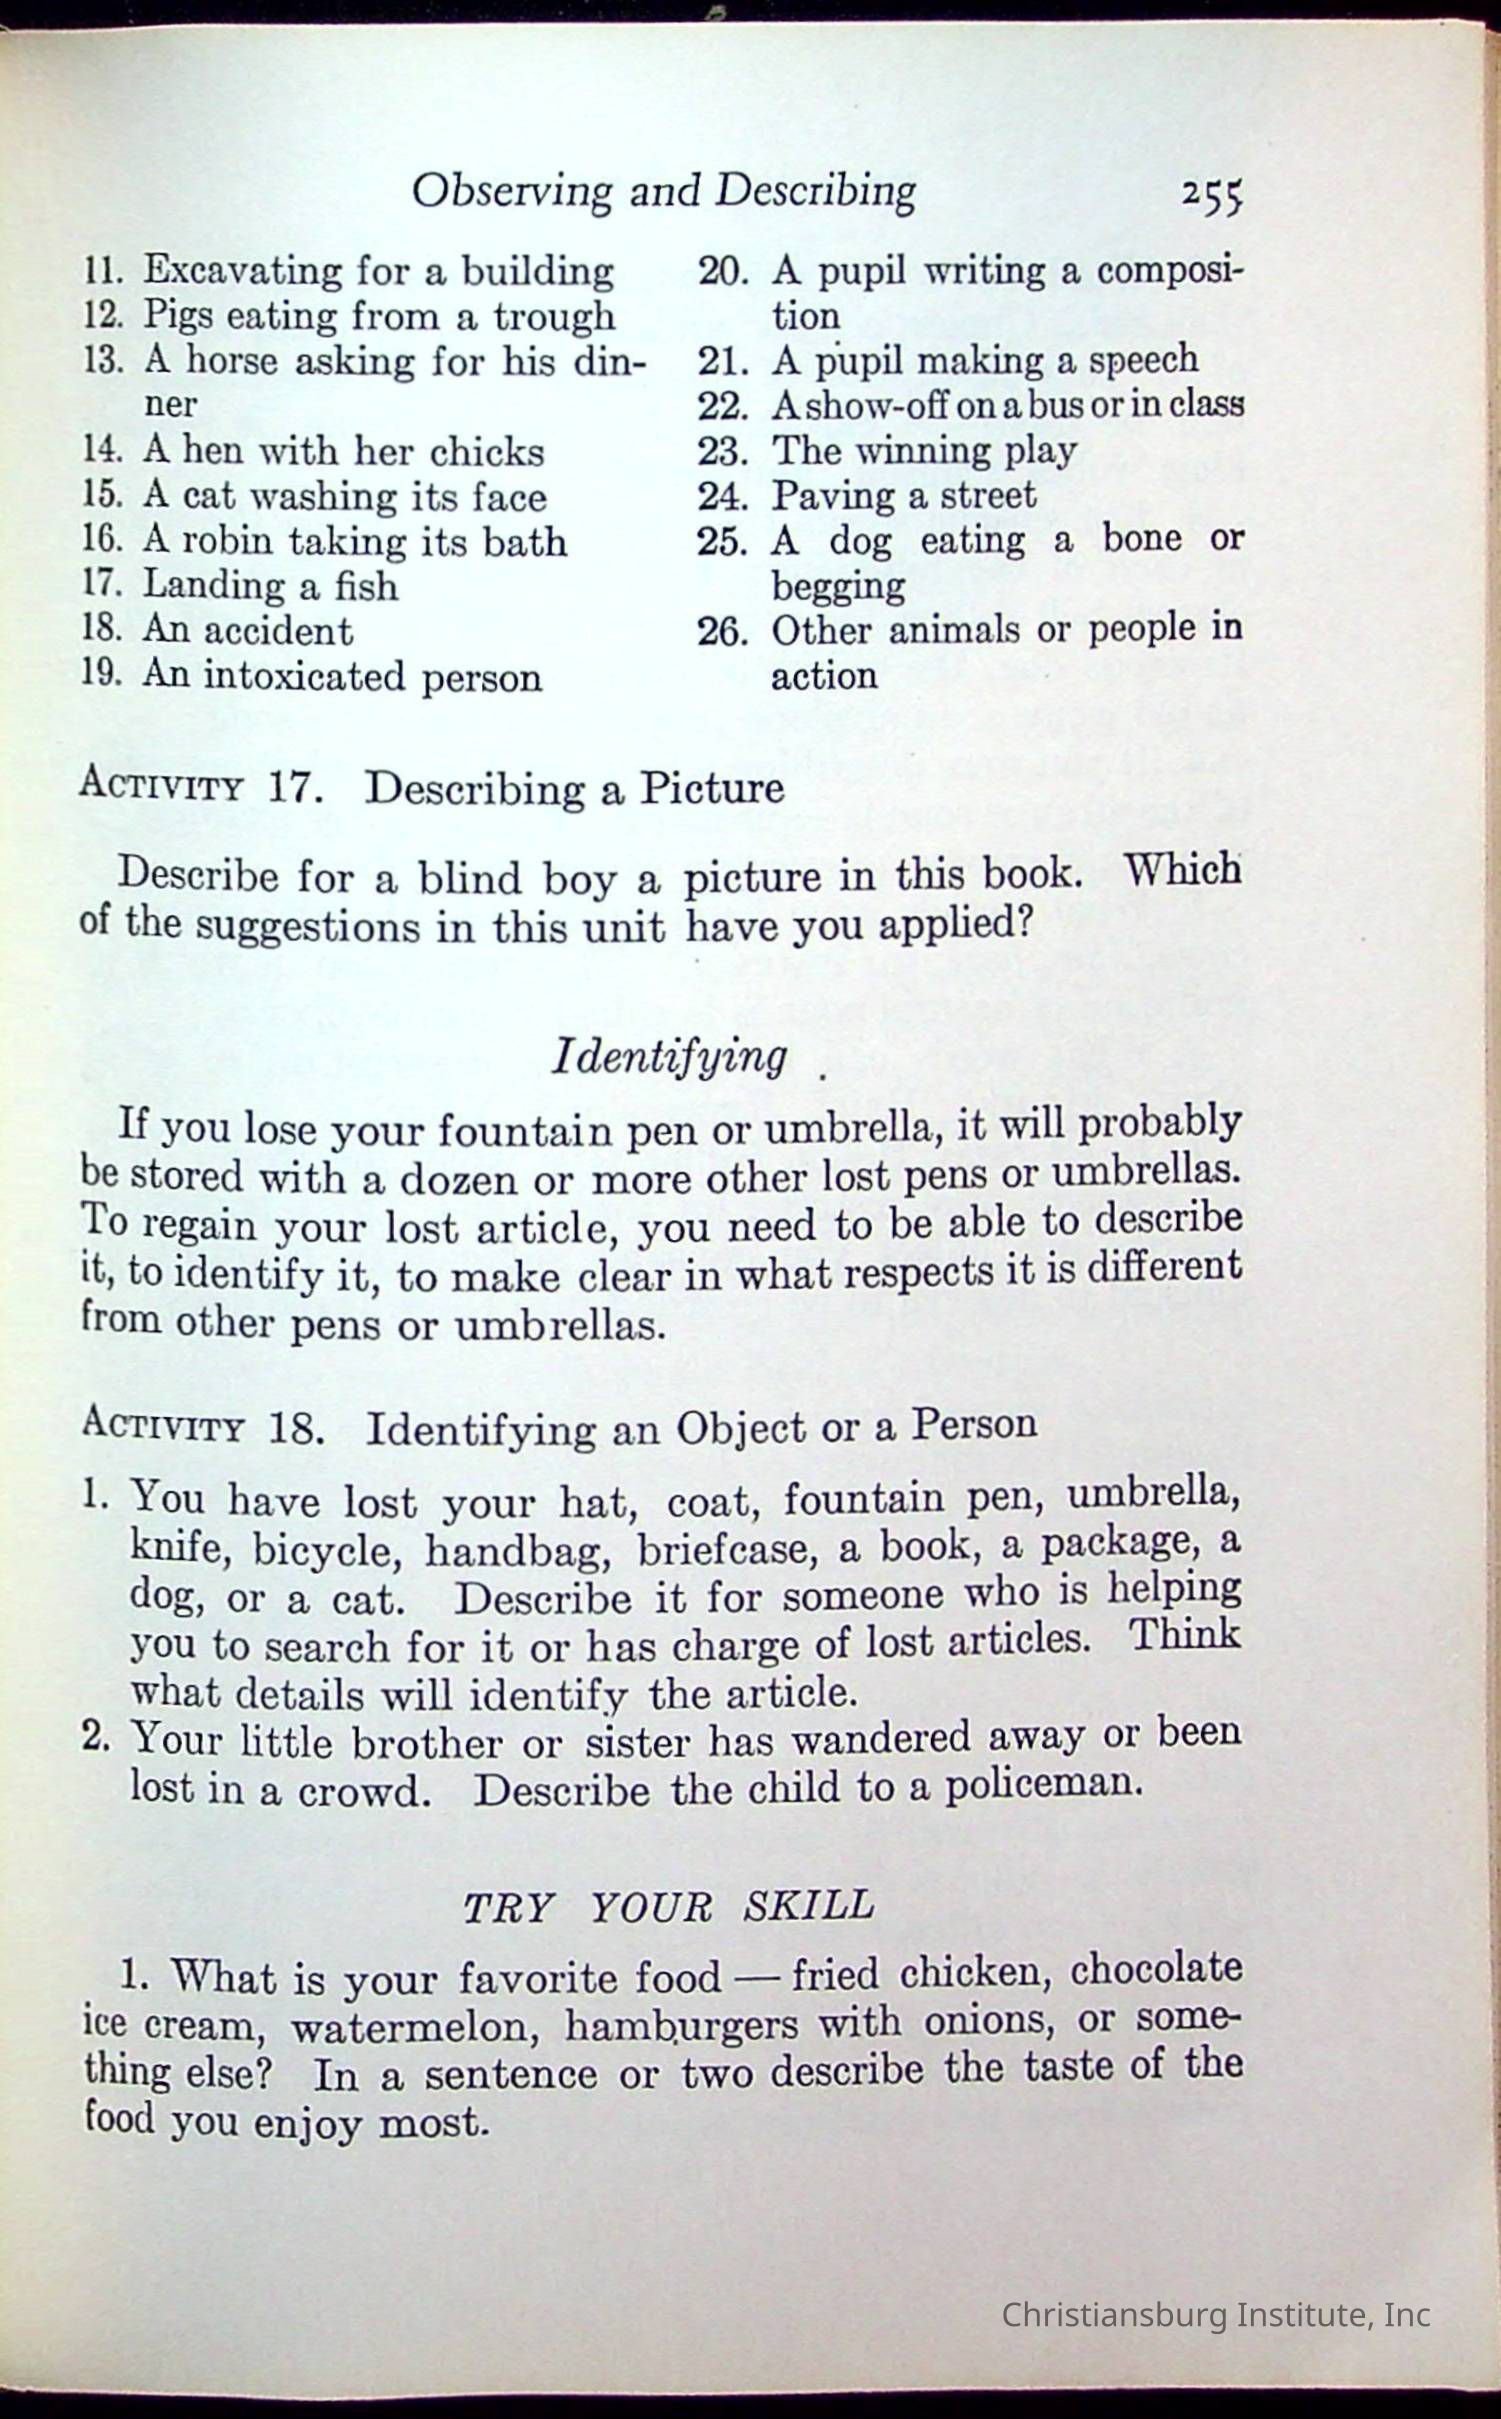 Observing and Describing 255
11. Excavating for a building
12. Pigs eating from a trough
13. A horse asking for his din-
ner
14. A hen with her chicks
15. A cat washing its face
16. A robin taking its bath
17. Landing a fish
18. An accident
19. An intoxicated person
20. A pupil writing a composi-
tion
21. A pupil making a speech
22. A show-off on a bus or in class
23. The winning play
24. Paving a street
25. A dog eating a bone or
begging
26. Other animals or people in
action
ACTIVITY 17. Describing a Picture
Describe for a blind boy a picture in this book. Which
of the suggestions in this unit have you applied?
Identifying
If you lose your fountain pen or umbrella, it will probably
be stored with a dozen or more other lost pens or umbrellas.
To regain your lost article, you need to be able to describe
it, to identify it, to make clear in what respects it is different
from other pens or umbrellas.
ACTIVITY 18. Identifying an Object or a Person
1. You have lost your hat, coat, fountain pen, umbrella,
knife, bicycle, handbag, briefcase, a book, a package, a
dog, or a cat. Describe it for someone who is helping
you to search for it or has charge of lost articles. Think
what details will identify the article.
2. Your little brother or sister has wandered away or been
lost in a crowd. Describe the child to a policeman.
TRY YOUR SKILL
1. What is your favorite food — fried chicken, chocolate
ice cream, watermelon, hamburgers with onions, or some-
thing else? In a sentence or two describe the taste of the
food you enjoy most.
Christiansburg Institute, Inc